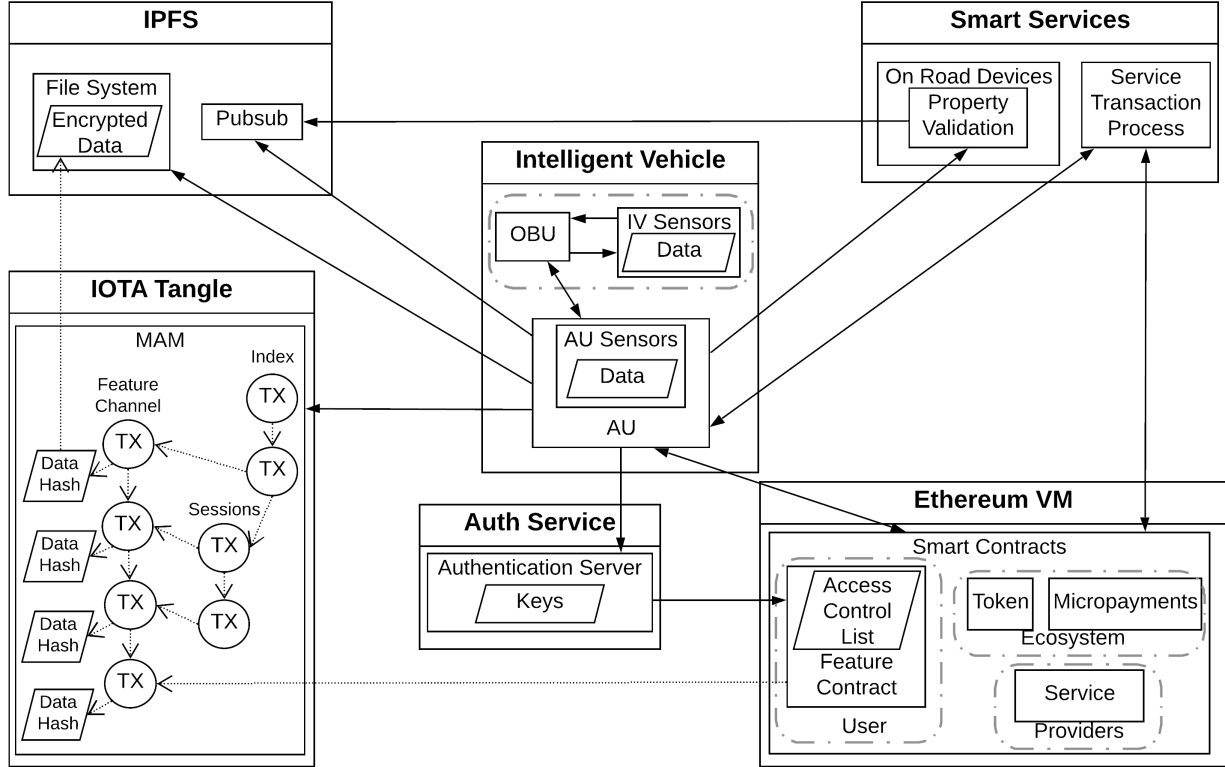 IPFS
File System
Encrypted
Data
Pubsub
Smart Services
On Road Devices
Property
Validation
Service
Transaction
Process
Intelligent Vehicle
OBU
IV Sensors
Data
AU Sensors
Data
AU
IOTA Tangle
MAM
Index
TX
Feature
Channel
TX
TX
Data
Hash
Sessions
TX
TX
Data
Hash
TX
TX
Data
Hash
TX
Data
Hash
Auth Service
Authentication Server
Keys
Ethereum VM
Smart Contracts
Access
Control
List
Feature
Contract
User
Token
Micropayments
Ecosystem
Service
Providers